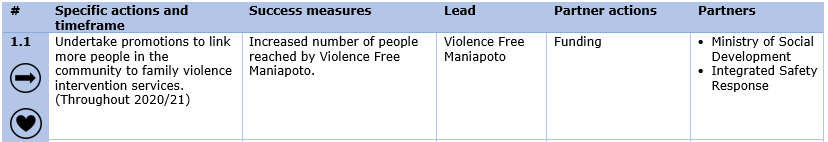 # Specific actions and timeframe Success measures Lead Partner actions Partners
1.1
Undertake promotions to link
more people in the
community to family violence
intervention services.
(Throughout 2020/21)
Increased number of people
reached by Violence Free
Maniapoto.
Violence Free
Maniapoto
Funding
• Ministry of Social
Development
• Integrated Safety
Response